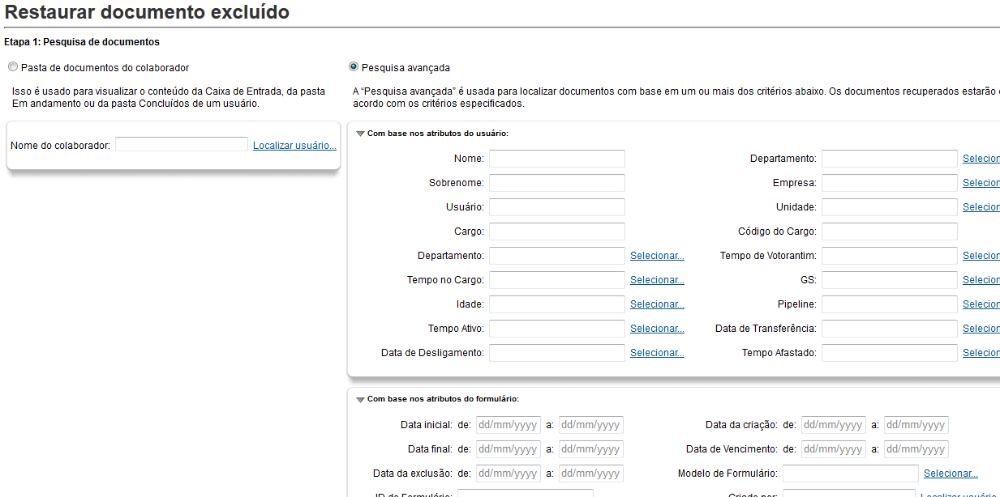 Restaurar documento excluído
Etapa 1: Pesquisa de documentos
Pasta de documentos do colaborador
Isso é usado para visualizar o conteúdo da Caixa de Entrada, da pasta
Em andamento ou da pasta Concluídos de um usuário.
Nome do colaborador: Localizar usuário...
Pesquisa avançada
A “Pesquisa avançada” é usada para localizar documentos com base em um ou mais dos critérios abaixo. Os documentos recuperados estarão
acordo com os critérios especificados.
Com base nos atributos do usuário:
Nome: Departamento: Selecion
Sobrenome: Empresa: Selecion
Usuário: Unidade: Selecion
Cargo: Código do Cargo:
Departamento: Selecionar... Tempo de Votorantim: Selecion
Tempo no Cargo: Selecionar... GS: Selecion
Idade: Selecionar... Pipeline: Selecion
Tempo Ativo: Selecionar... Data de Transferência: Selecion
Data de Desligamento: Selecionar... Tempo Afastado: Selecion
Com base nos atributos do formulário:
Data inicial: de: dd/mm/yyyy a: dd/mm/yyyy Data da criação: de: dd/mm/yyyy a: dd/mm/yyyy
Data final: de: dd/mm/yyyy a: dd/mm/yyyy Data de Vencimento: de: dd/mm/yyyy a: dd/mm/yyyy
Data da exclusão: de: dd/mm/yyyy a: dd/mm/yyyy Modelo de Formulário: Selecionar...
ID do Formulário: Criado por: Localizar usuário